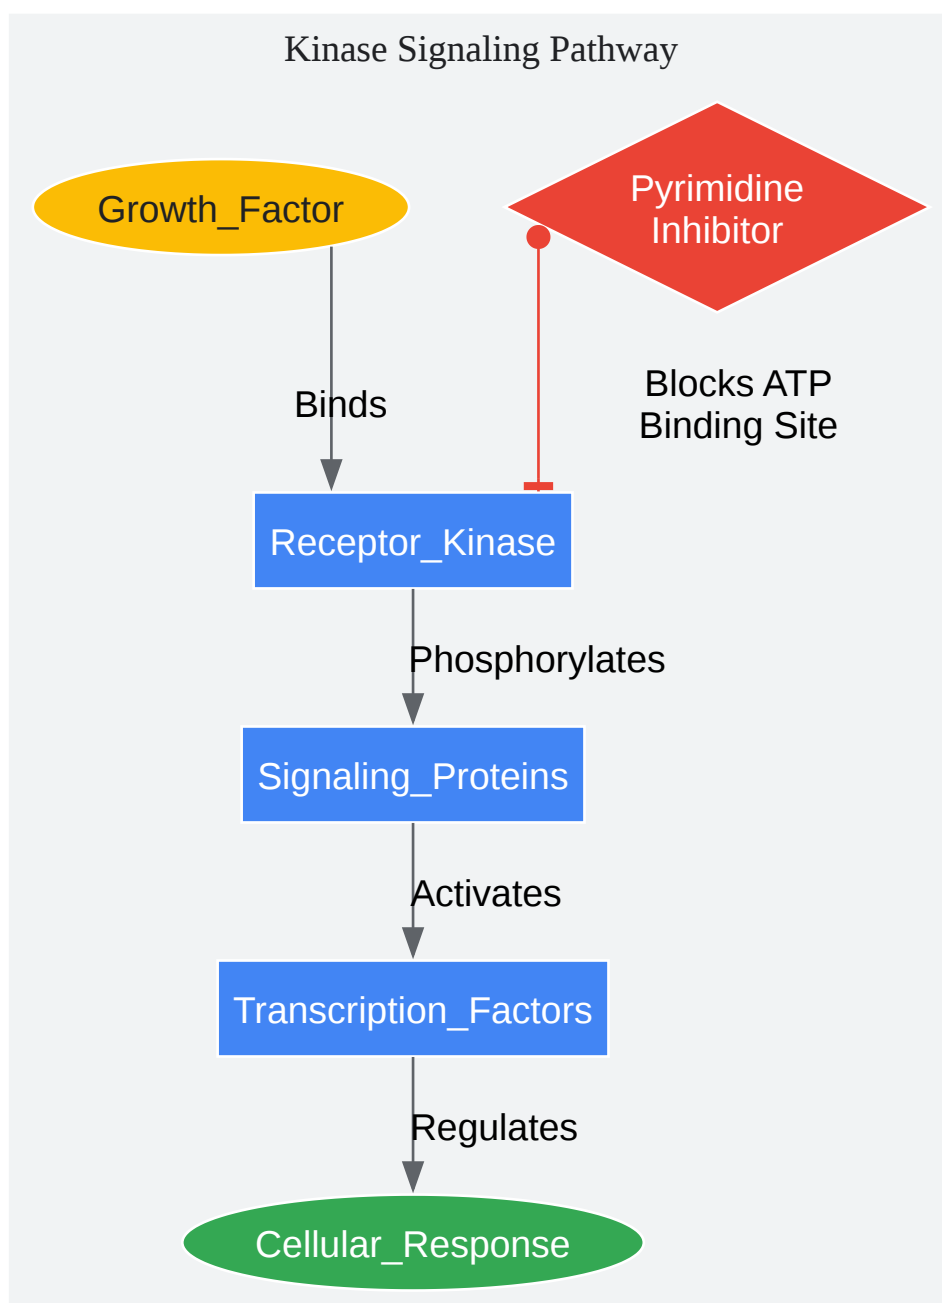 Kinase Signaling Pathway
Growth_Factor
Pyrimidine
Inhibitor
Binds
Blocks ATP
Binding Site
Receptor_Kinase
Phosphorylates
Signaling_Proteins
Activates
Transcription_Factors
Regulates
Cellular_Response